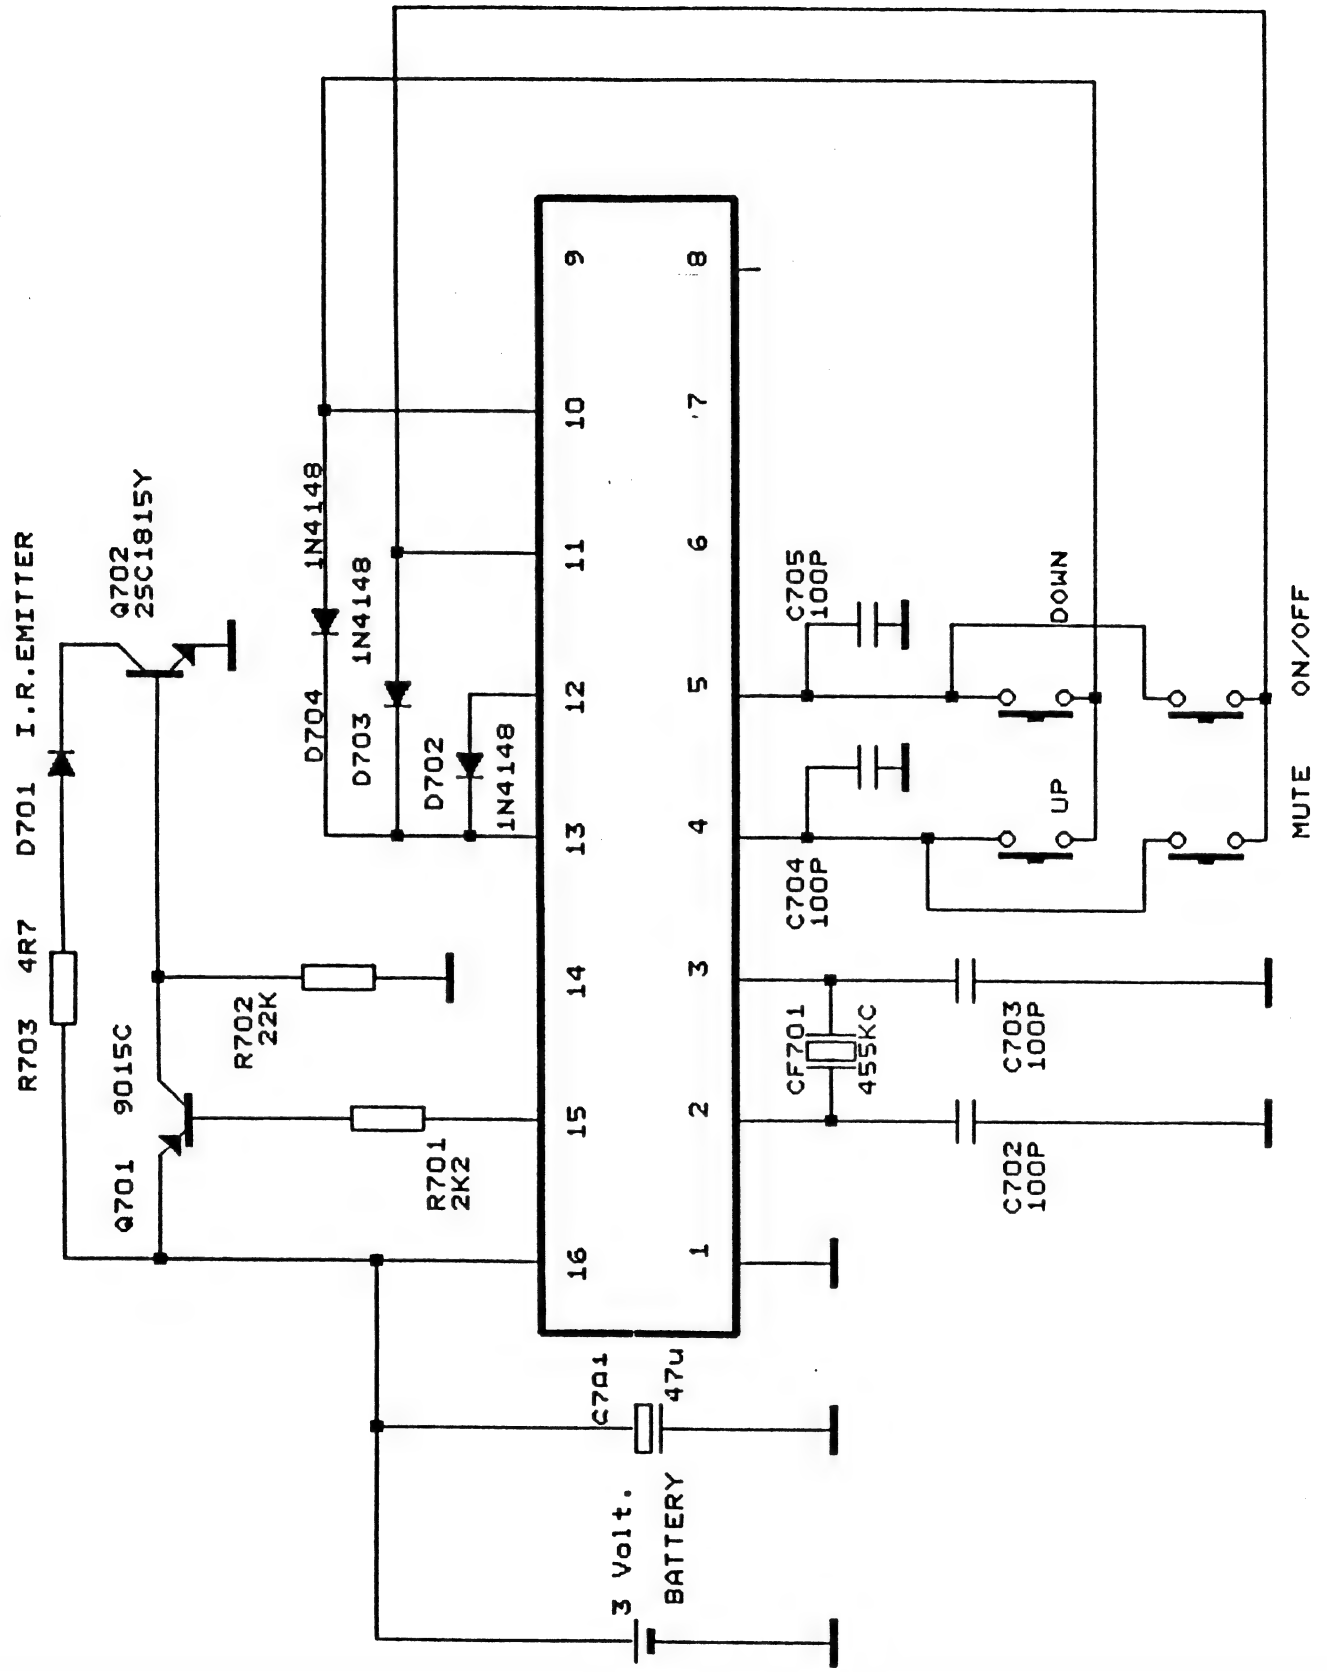 R703 4R7 D701 I.R.EMITTER
Q701 9015C
Q702
2SC1815Y
R702
22K
R701
2K2
D704 1N4148
D703 1N4148
D702
1N4148
16 15 14 13 12 11 10 9
1 2 3 4 5 6 7 8
3 Volt.
BATTERY
C701
47u
CF701
455KC
C702
100P
C703
100P
C704
100P
C705
100P
UP DOWN
MUTE ON/OFF